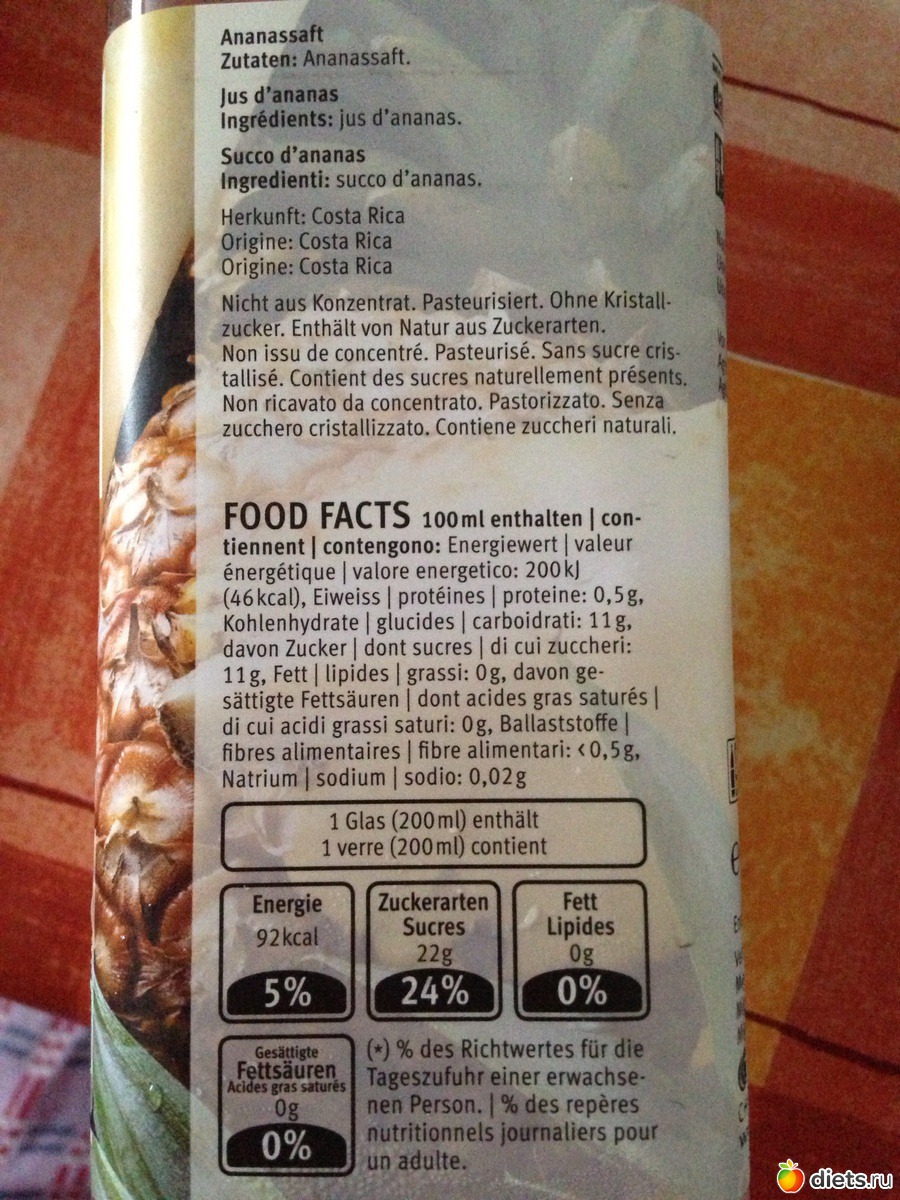 Ananassaft
Zutaten: Ananassaft.
Jus d'ananas
Ingrédients: jus d'ananas.
Succo d'ananas
Ingredienti: succo d'ananas.
Herkunft: Costa Rica
Origine: Costa Rica
Origine: Costa Rica
Nicht aus Konzentrat. Pasteurisiert. Ohne Kristall-
zucker. Enthält von Natur aus Zuckerarten.
Non issu de concentré. Pasteurisé. Sans sucre cris-
tallisé. Contient des sucres naturellement présents.
Non ricavato da concentrato. Pastorizzato. Senza
zucchero cristallizzato. Contiene zuccheri naturali.
FOOD FACTS 100ml enthalten | con-
tiennent | contengono: Energiewert | valeur
énergétique | valore energetico: 200kJ
(46kcal), Eiweiss | protéines | proteine: 0,5g,
Kohlenhydrate | glucides | carboidrati: 11g,
davon Zucker | dont sucres | di cui zuccheri:
11g, Fett | lipides | grassi: 0g, davon ge-
sättigte Fettsäuren | dont acides gras saturés |
di cui acidi grassi saturi: 0g, Ballaststoffe |
fibres alimentaires | fibre alimentari: <0,5g,
Natrium | sodium | sodio: 0,02g
1 Glas (200ml) enthält
1 verre (200ml) contient
Energie
92kcal
5%
Zuckerarten
Sucres
22g
24%
Fett
Lipides
0g
0%
Gesättigte
Fettsäuren
Acides gras saturés
0g
0%
(*) % des Richtwertes für die
Tageszufuhr einer erwachse-
nen Person. | % des repères
nutritionnels journaliers pour
un adulte.
diets.ru